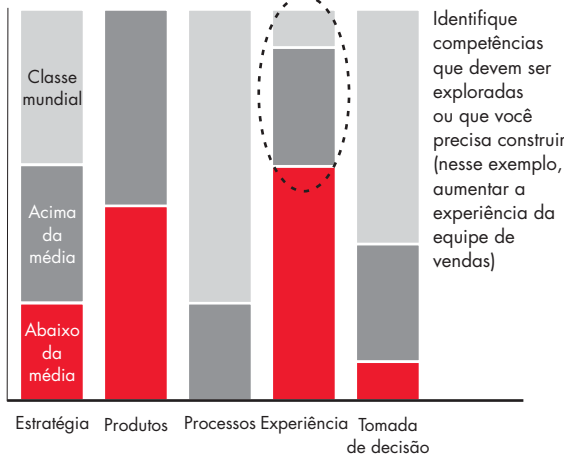 Classe
mundial
Acima
da
média
Abaixo
da
média
Identifique
competências
que devem ser
exploradas
ou que você
precisa construir
(nesse exemplo,
aumentar a
experiência da
equipe de
vendas)
Estratégia
Produtos
Processos
Experiência
Tomada
de decisão